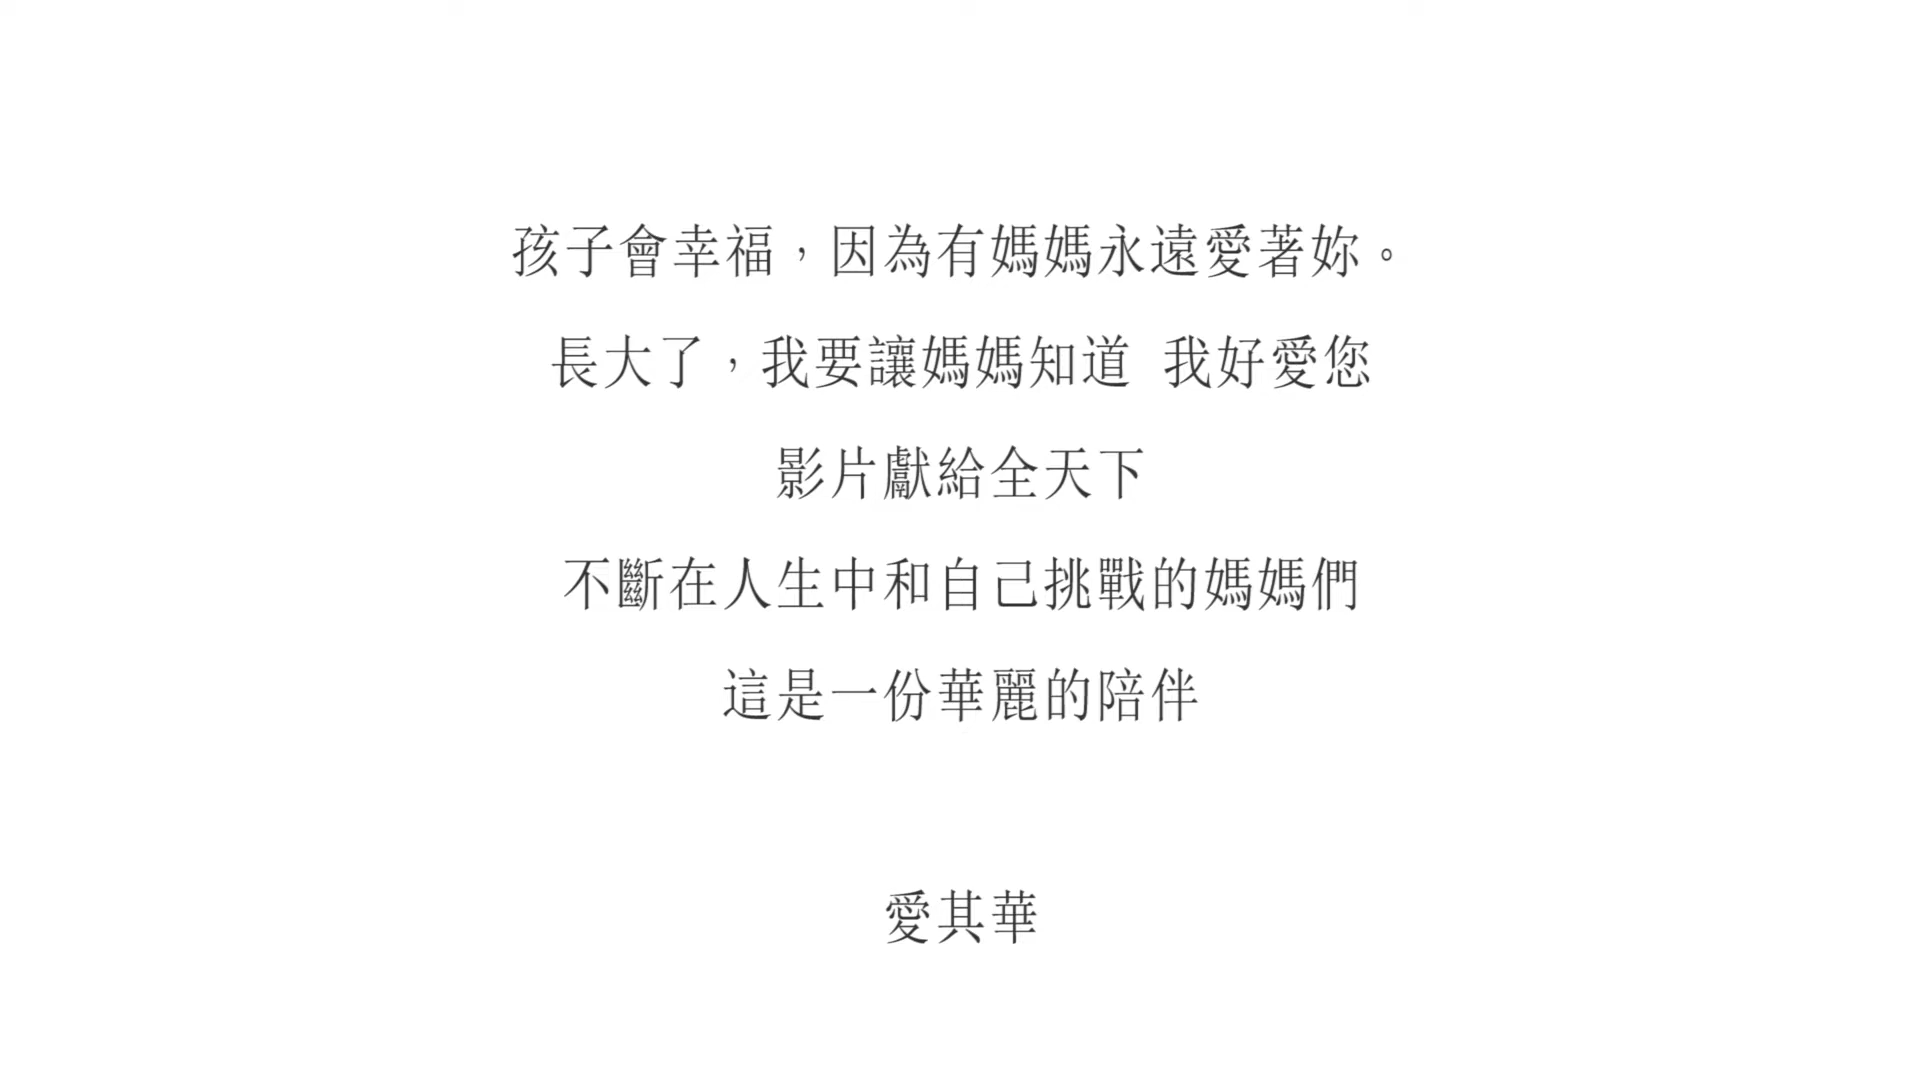 孩子會幸福，因為有媽媽永遠愛著妳。
長大了，我要讓媽媽知道 我好愛您
影片獻給全天下
不斷在人生中和自己挑戰的媽媽們
這是一份華麗的陪伴
愛其華